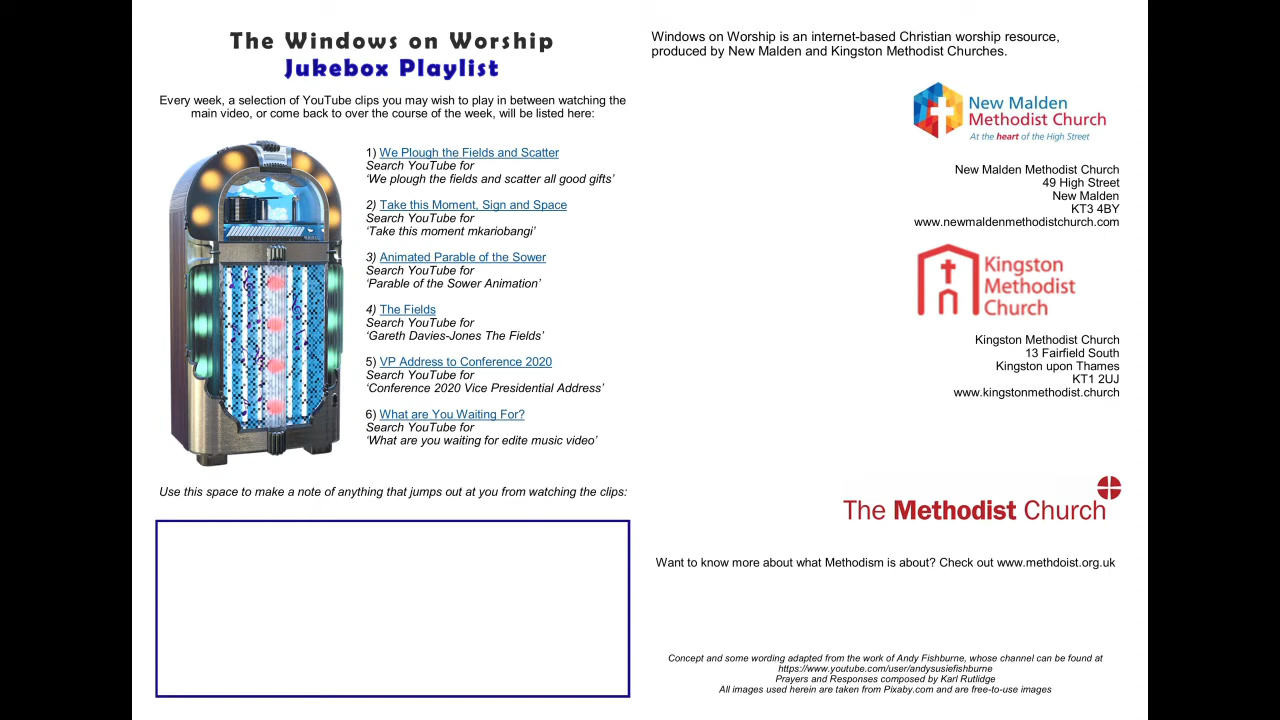 The Windows on Worship
Jukebox Playlist
Every week, a selection of YouTube clips you may wish to play in between watching the
main video, or come back to over the course of the week, will be listed here:
1) We Plough the Fields and Scatter
Search YouTube for
‘We plough the fields and scatter all good gifts’
2) Take this Moment, Sign and Space
Search YouTube for
‘Take this moment mkariobangi’
3) Animated Parable of the Sower
Search YouTube for
‘Parable of the Sower Animation’
4) The Fields
Search YouTube for
‘Gareth Davies-Jones The Fields’
5) VP Address to Conference 2020
Search YouTube for
‘Conference 2020 Vice Presidential Address’
6) What are You Waiting For?
Search YouTube for
‘What are you waiting for edite music video’
Use this space to make a note of anything that jumps out at you from watching the clips:
Windows on Worship is an internet-based Christian worship resource,
produced by New Malden and Kingston Methodist Churches.
New Malden
Methodist Church
At the heart of the High Street
New Malden Methodist Church
49 High Street
New Malden
KT3 4BY
www.newmaldenmethodistchurch.com
Kingston
Methodist
Church
Kingston Methodist Church
13 Fairfield South
Kingston upon Thames
KT1 2UJ
www.kingstonmethodist.church
The Methodist Church
Want to know more about what Methodism is about? Check out www.methdoist.org.uk
Concept and some wording adapted from the work of Andy Fishburne, whose channel can be found at
https://www.youtube.com/user/andysusiefishburne
Prayers and Responses composed by Karl Rutlidge
All images used herein are taken from Pixaby.com and are free-to-use images